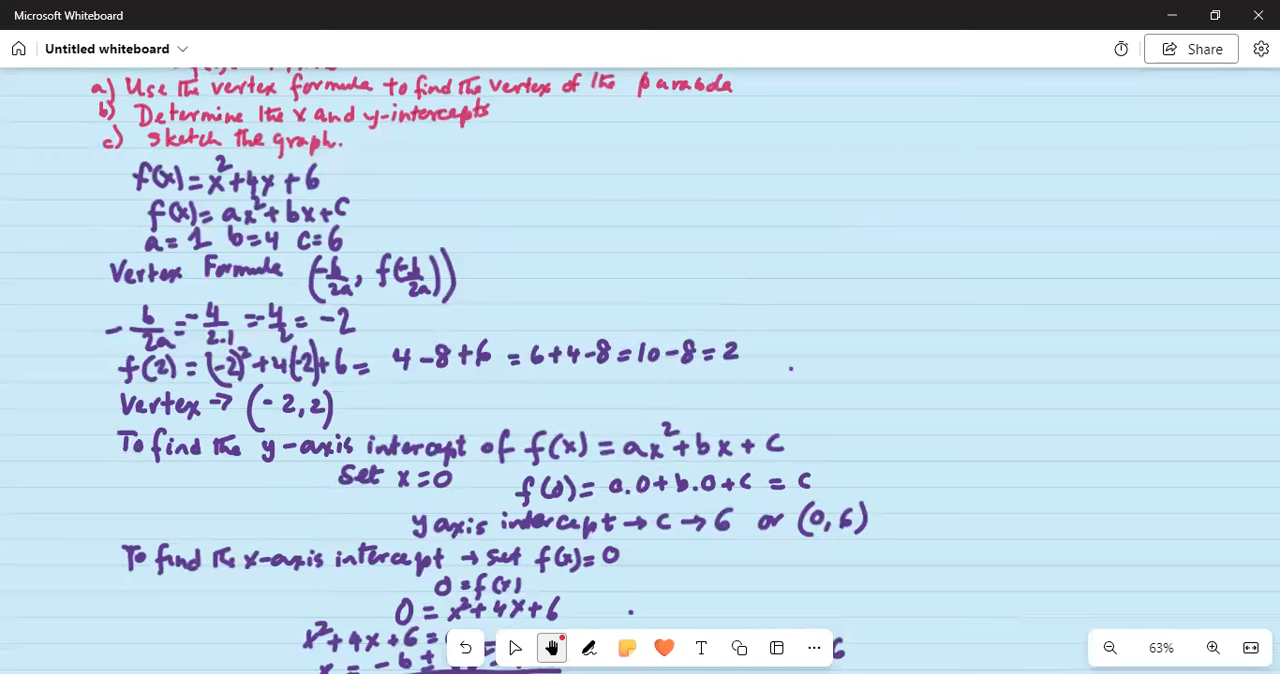 Microsoft Whiteboard
Untitled whiteboard
Share
a) Use the vertex formula to find the vertex of the parabola
b) Determine the x and y-intercepts
c) Sketch the graph.
f(x) = x²+4x+6
f(x) = ax²+bx+c
a = 1 b = 4 c = 6
Vertex Formula (-b/2a, f(-b/2a))
-b/2a = -4/2·1 = -4/2 = -2
f(2) = (-2)²+4(-2)+6 = 4-8+6 = 6+4-8 = 10-8 = 2
Vertex → (-2,2)
To find the y-axis intercept of f(x) = ax²+bx+c
Set x = 0 f(0) = a.0+b.0+c = c
y axis intercept → c → 6 or (0,6)
To find the x-axis intercept → set f(x) = 0
0 = f(x)
0 = x²+4x+6
x²+4x+6 =
x = -b ±
63%